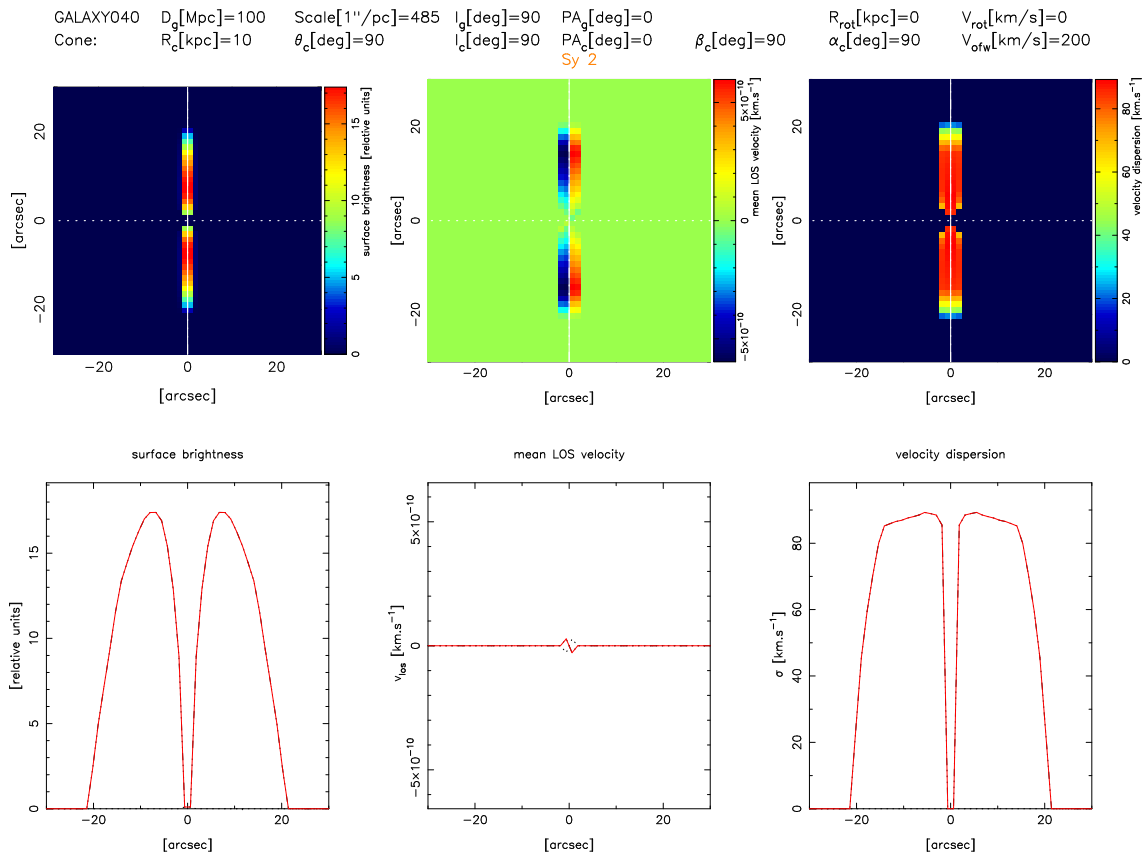 GALAXY040 D_g[Mpc]=100 Scale[1"/pc]=485 I_g[deg]=90 PA_g[deg]=0 R_rot[kpc]=0 V_rot[km/s]=0
Cone: R_c[kpc]=10 θ_c[deg]=90 I_c[deg]=90 PA_c[deg]=0 β_c[deg]=90 α_c[deg]=90 V_ofw[km/s]=200
Sy 2
20
0
−20
[arcsec]
−20 0 20
[arcsec]
0 5 10 15
surface brightness [relative units]
20
0
−20
[arcsec]
−20 0 20
[arcsec]
−5×10⁻¹⁰ 0 5×10⁻¹⁰
mean LOS velocity [km.s⁻¹]
20
0
−20
[arcsec]
−20 0 20
[arcsec]
0 20 40 60 80
velocity dispersion [km.s⁻¹]
surface brightness
15
10
5
0
[relative units]
−20 0 20
[arcsec]
mean LOS velocity
5×10⁻¹⁰
0
−5×10⁻¹⁰
v_los [km.s⁻¹]
−20 0 20
[arcsec]
velocity dispersion
80
60
40
20
0
σ [km.s⁻¹]
−20 0 20
[arcsec]